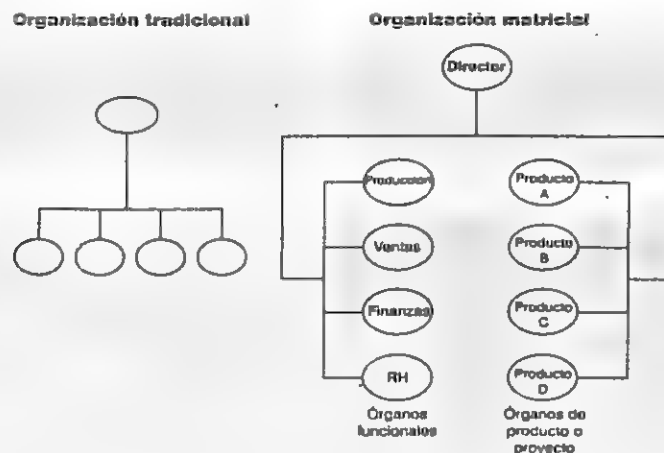 Organización tradicional
Organización matricial
Director
Producción
Ventas
Finanzas
RH
Órganos
funcionales
Producto
A
Producto
B
Producto
C
Producto
D
Órganos de
producto o
proyecto